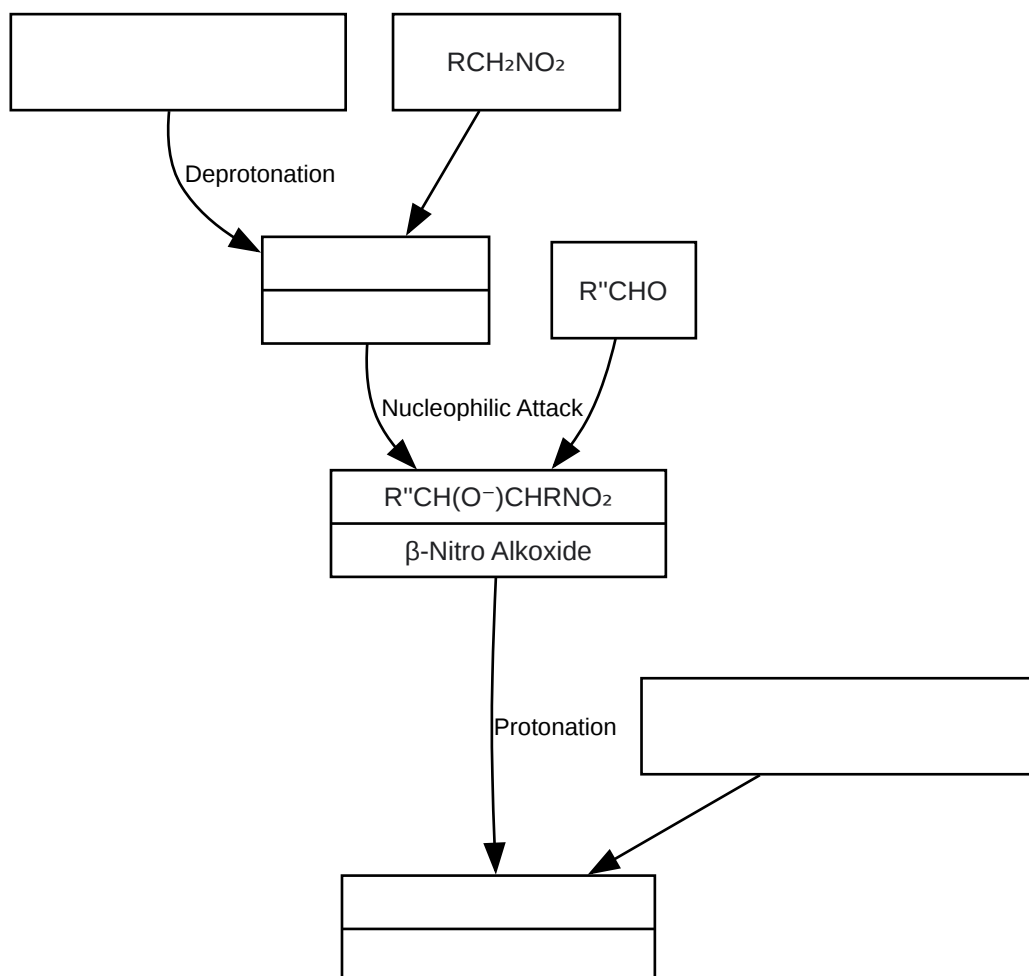 RCH₂NO₂
Deprotonation
R"CHO
Nucleophilic Attack
R"CH(O⁻)CHRNO₂
β-Nitro Alkoxide
Protonation